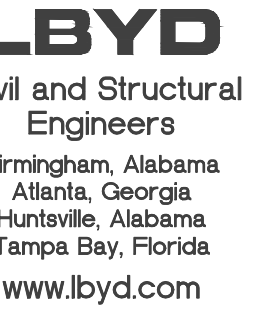 LBYD
vil and Structural
Engineers
irmingham, Alabama
Atlanta, Georgia
Huntsville, Alabama
Tampa Bay, Florida
www.lbyd.com